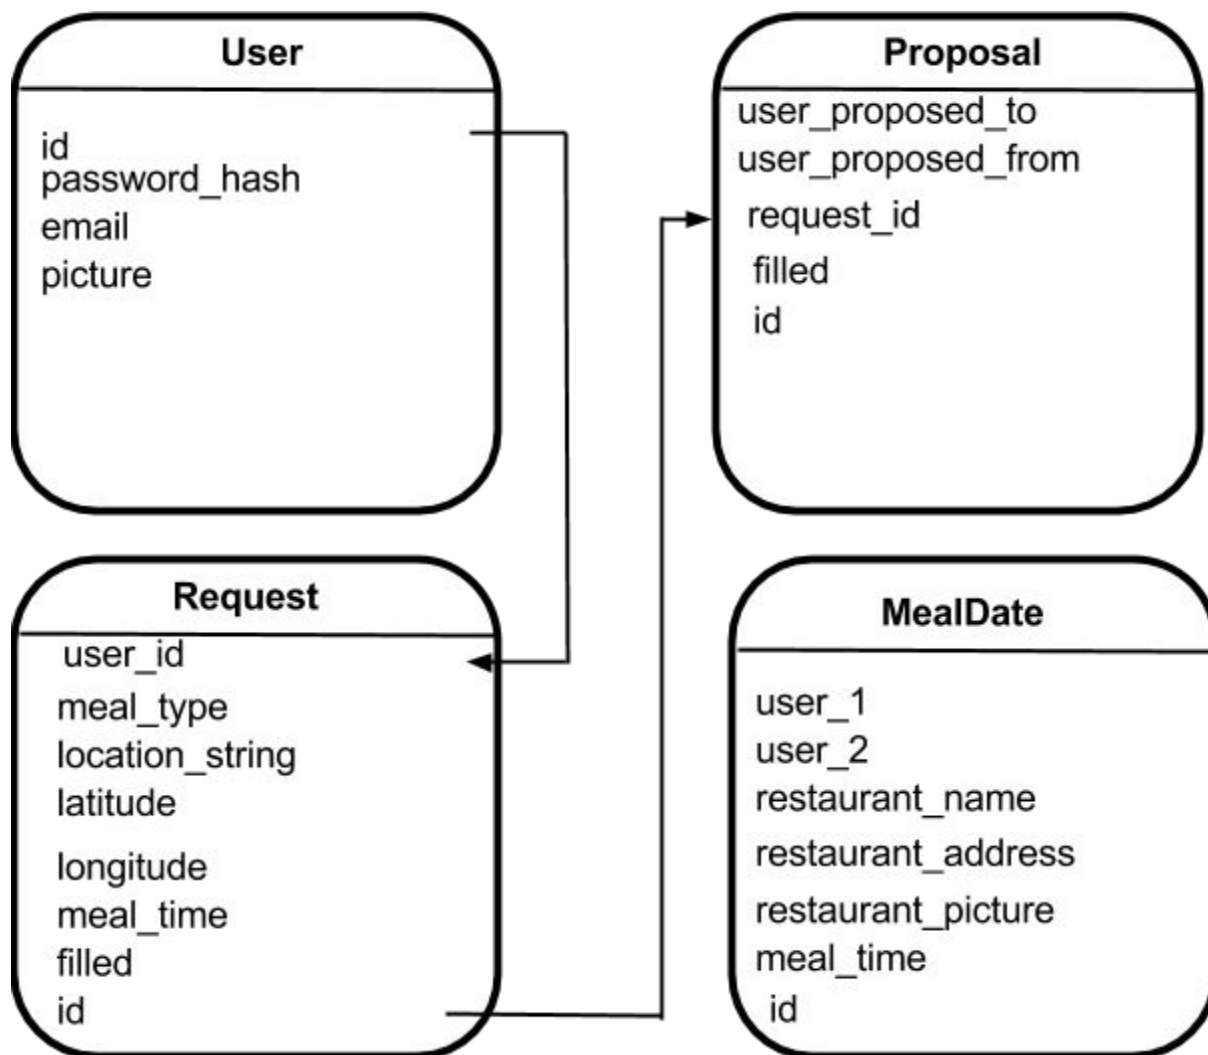 User
id
password_hash
email
picture
Proposal
user_proposed_to
user_proposed_from
request_id
filled
id
Request
user_id
meal_type
location_string
latitude
longitude
meal_time
filled
id
MealDate
user_1
user_2
restaurant_name
restaurant_address
restaurant_picture
meal_time
id